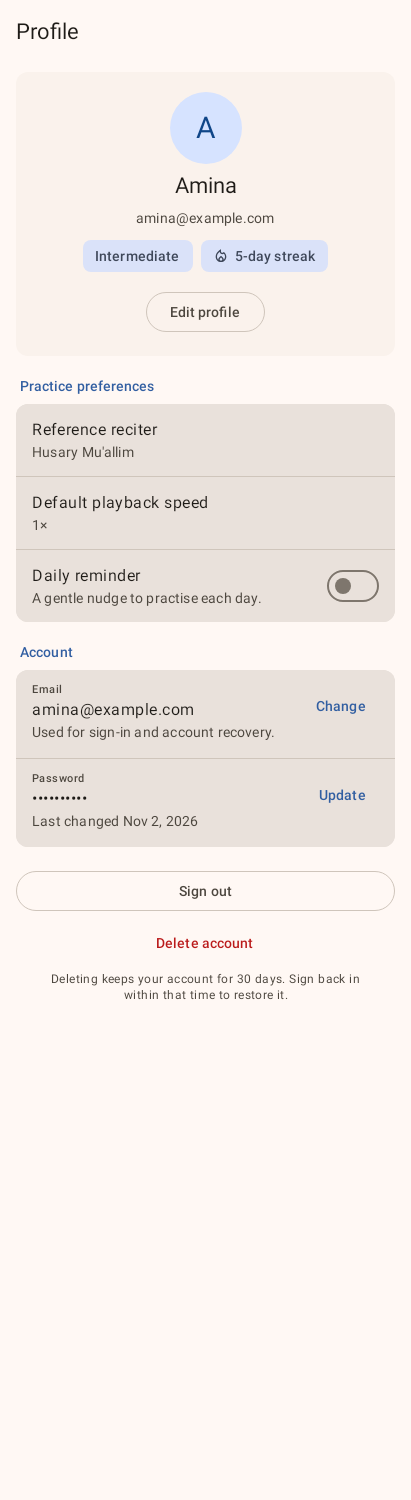 Profile
A
Amina
amina@example.com
Intermediate
5-day streak
Edit profile
Practice preferences
Reference reciter
Husary Mu'allim
Default playback speed
1×
Daily reminder
A gentle nudge to practise each day.
Account
Email
amina@example.com
Change
Used for sign-in and account recovery.
Password
••••••••••
Update
Last changed Nov 2, 2026
Sign out
Delete account
Deleting keeps your account for 30 days. Sign back in
within that time to restore it.